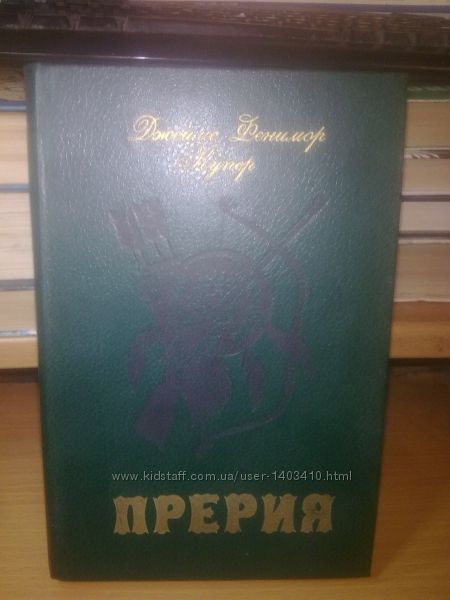 Джеймс Фенимор
Купер
www.kidstaff.com.ua/user-1403410.html
ПРЕРИЯ